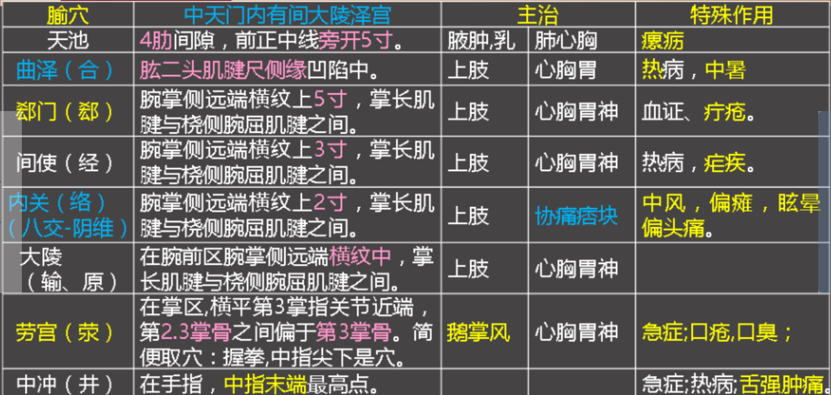 腧穴 中天门内有间大陵泽宫 主治 特殊作用
天池 4肋间隙，前正中线旁开5寸。 腋肿,乳 肺心胸 瘰疬
曲泽（合） 肱二头肌腱尺侧缘凹陷中。 上肢 心胸胃 热病，中暑
郄门（郄） 腕掌侧远端横纹上5寸，掌长肌
腱与桡侧腕屈肌腱之间。 上肢 心胸胃神 血证、疔疮。
间使（经） 腕掌侧远端横纹上3寸，掌长肌
腱与桡侧腕屈肌腱之间。 上肢 心胸胃神 热病，疟疾。
内关（络）
（八交-阴维） 腕掌侧远端横纹上2寸，掌长肌
腱与桡侧腕屈肌腱之间。 上肢 协痛痞块 中风，偏瘫，眩晕
偏头痛。
大陵
（输、原） 在腕前区腕掌侧远端横纹中，掌
长肌腱与桡侧腕屈肌腱之间。 上肢 心胸胃神
劳宫（荥） 在掌区,横平第3掌指关节近端，
第2.3掌骨之间偏于第3掌骨。简
便取穴：握拳,中指尖下是穴。 鹅掌风 心胸胃神 急症;口疮,口臭；
中冲（井） 在手指，中指末端最高点。 急症;热病;舌强肿痛。